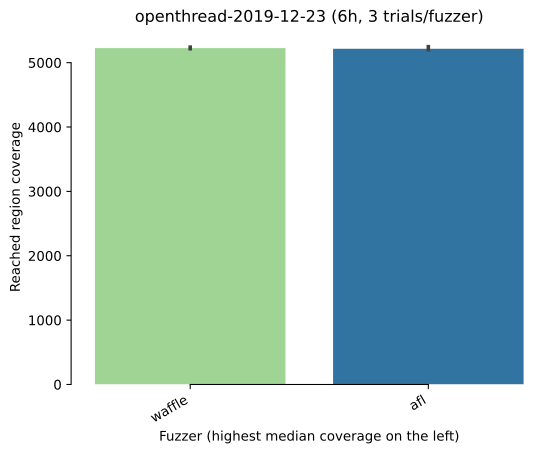 openthread-2019-12-23 (6h, 3 trials/fuzzer)
Reached region coverage
5000
4000
3000
2000
1000
0
waffle
afl
Fuzzer (highest median coverage on the left)